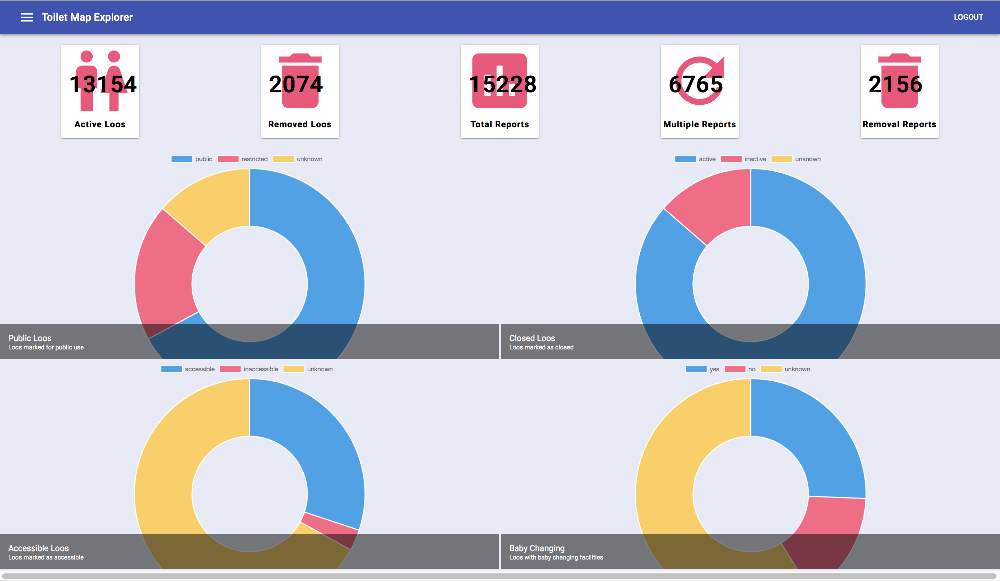 Toilet Map Explorer
LOGOUT
13154
Active Loos
2074
Removed Loos
15228
Total Reports
6765
Multiple Reports
2156
Removal Reports
public restricted unknown
active inactive unknown
Public Loos
Loos marked for public use
Closed Loos
Loos marked as closed
accessible inaccessible unknown
yes no unknown
Accessible Loos
Loos marked as accessible
Baby Changing
Loos with baby changing facilities